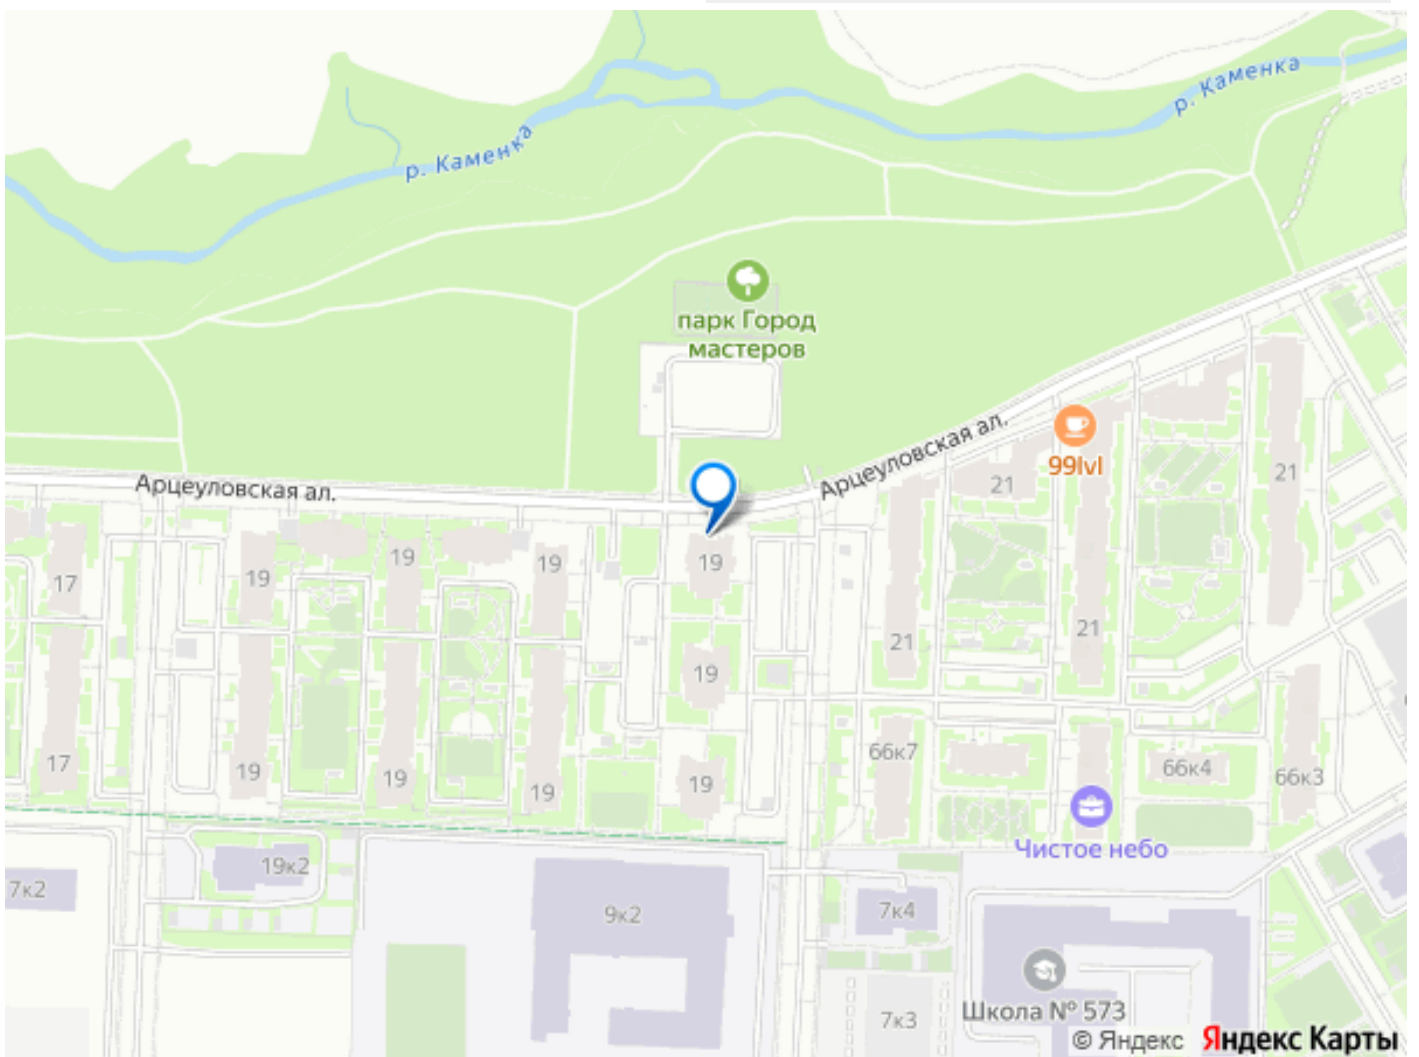 р. Каменка
р. Каменка
парк Город
мастеров
Арцеуловская ал.
Арцеуловская ал.
99lvl
21
21
19
19
19
19
17
21
21
19
17
19
19
19
19
66к7
66к4
66к3
Чистое небо
19к2
7к2
9к2
7к4
Школа № 573
7к3
© Яндекс Яндекс Карты